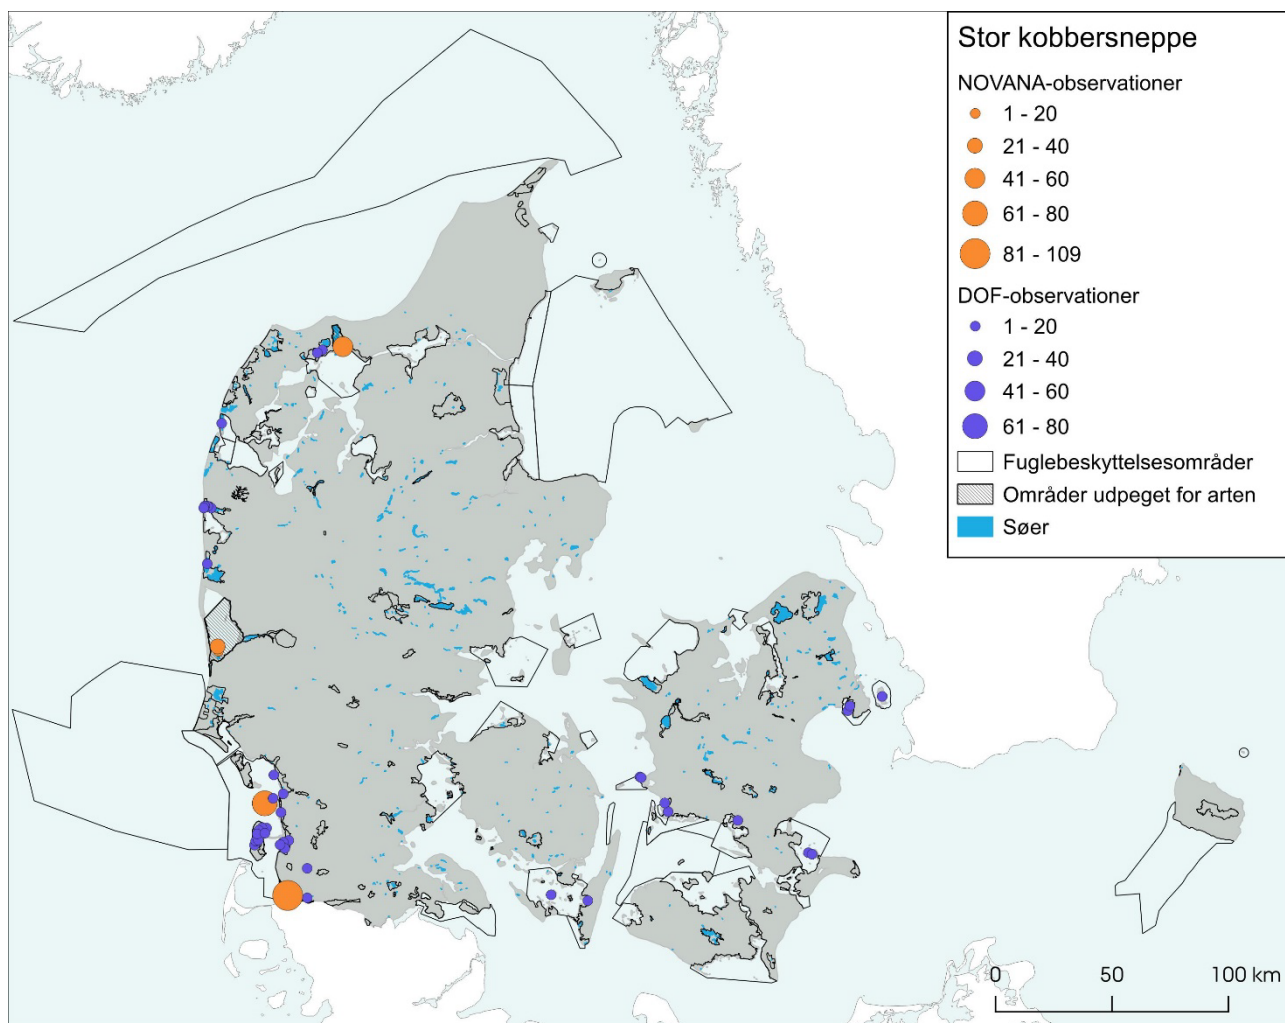 Stor kobbersneppe
NOVANA-observationer
1 - 20
21 - 40
41 - 60
61 - 80
81 - 109
DOF-observationer
1 - 20
21 - 40
41 - 60
61 - 80
Fuglebeskyttelsesområder
Områder udpeget for arten
Søer
0 50 100 km